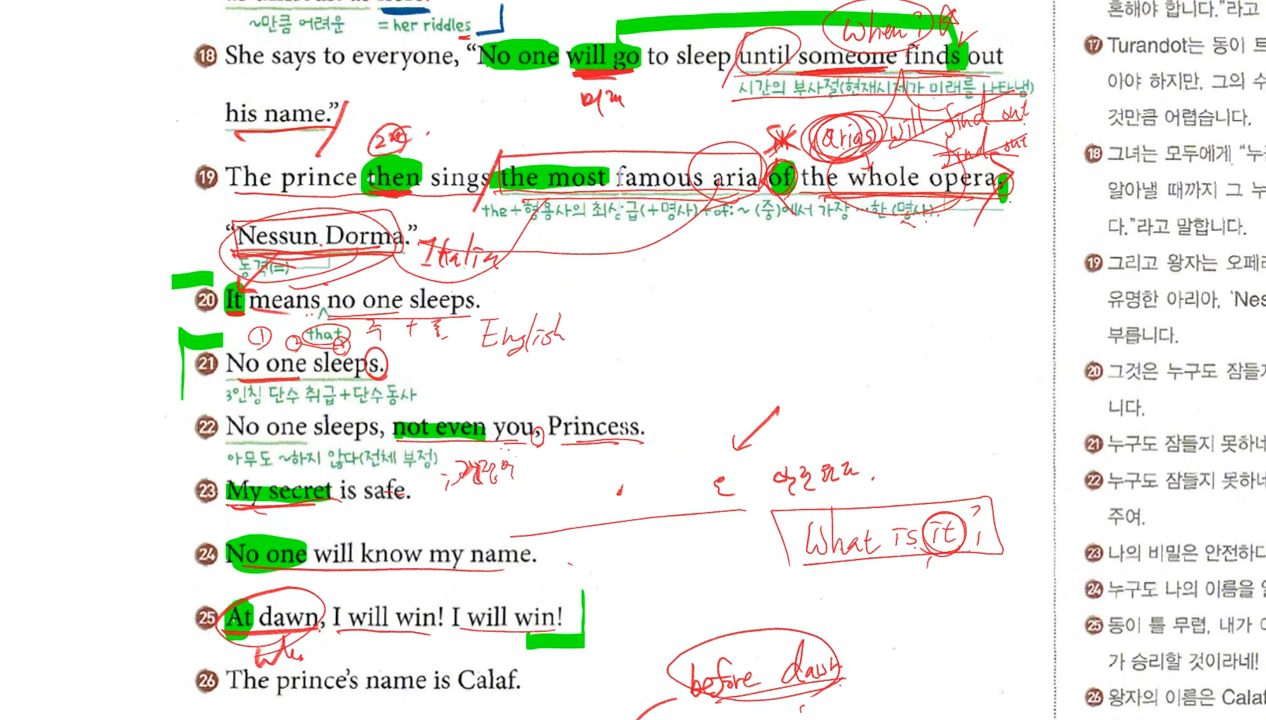 ~만큼 어려운 = her riddles
When?
⑱ She says to everyone, “No one will go to sleep until someone finds out
시간의 부사절(현재시제가 미래를 나타냄)
his name.”
will find out
find out
arias
⑲ The prince then sings the most famous aria of the whole opera,
the+형용사의 최상급(+명사)+of: ~ (중)에서 가장 …한 (명사)
“Nessun Dorma.”
동격(=)
Italia
⑳ It means no one sleeps.
that
주 + 동
English
㉑ No one sleeps.
3인칭 단수 취급+단수동사
㉒ No one sleeps, not even you, Princess.
아무도 ~하지 않다(전체 부정)
㉓ My secret is safe.
What is it?
㉔ No one will know my name.
㉕ At dawn, I will win! I will win!
before dawn
㉖ The prince’s name is Calaf.
혼해야 합니다.”라고
⑰ Turandot는 동이 트
아야 하지만, 그의 수
것만큼 어렵습니다.
⑱ 그녀는 모두에게 “누
알아낼 때까지 그 누
다.”라고 말합니다.
⑲ 그리고 왕자는 오페라
유명한 아리아, ‘Nes
부릅니다.
⑳ 그것은 누구도 잠들지
니다.
㉑ 누구도 잠들지 못하네
㉒ 누구도 잠들지 못하네
주여.
㉓ 나의 비밀은 안전하다
㉔ 누구도 나의 이름을 알
㉕ 동이 틀 무렵, 내가 이
가 승리할 것이라네!
㉖ 왕자의 이름은 Calaf